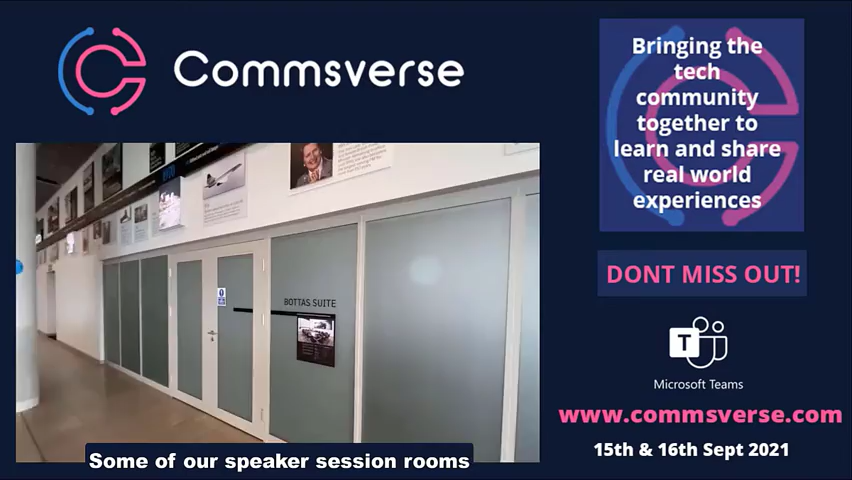 Commsverse
Bringing the
tech
community
together to
learn and share
real world
experiences
BOTTAS SUITE
DONT MISS OUT!
T
Microsoft Teams
www.commsverse.com
15th & 16th Sept 2021
Some of our speaker session rooms